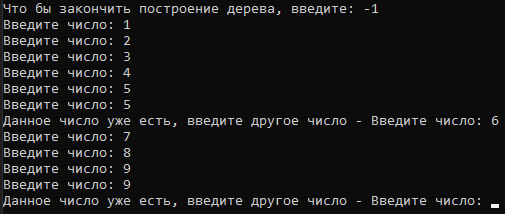 Что бы закончить построение дерева, введите: -1
Введите число: 1
Введите число: 2
Введите число: 3
Введите число: 4
Введите число: 5
Введите число: 5
Данное число уже есть, введите другое число - Введите число: 6
Введите число: 7
Введите число: 8
Введите число: 9
Введите число: 9
Данное число уже есть, введите другое число - Введите число: